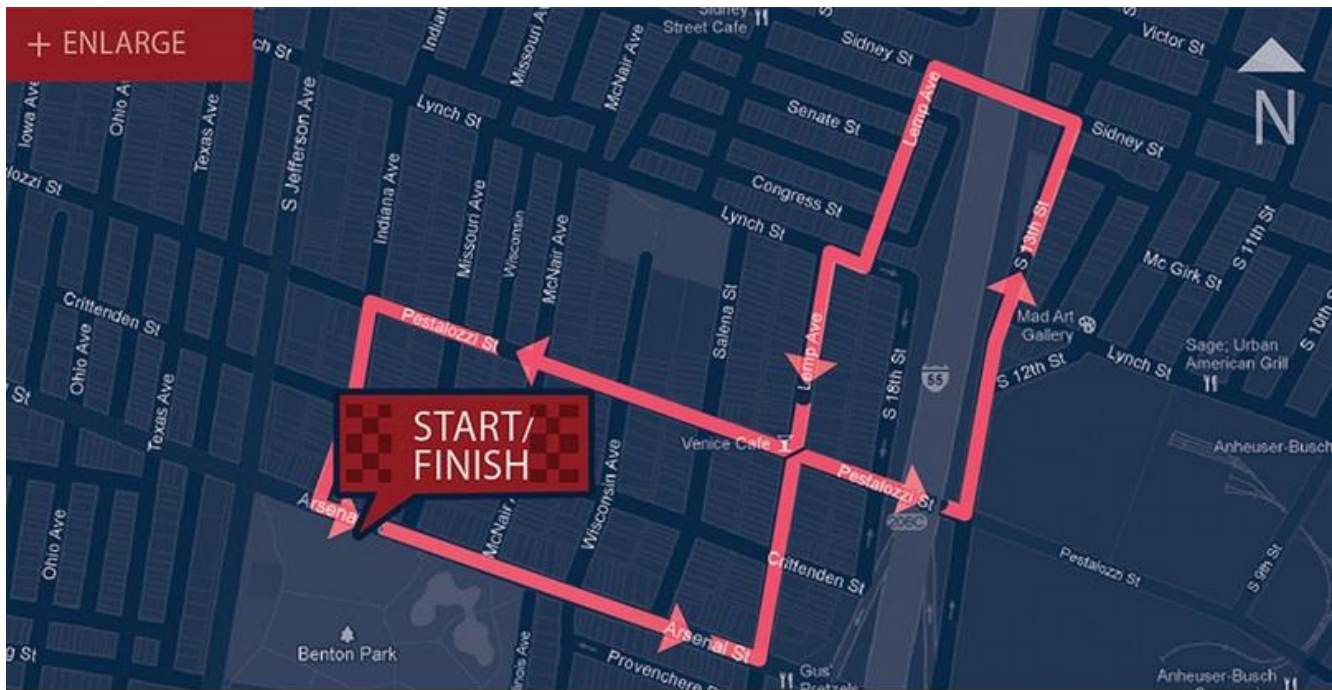 + ENLARGE
Sidney
Street Cafe
Victor St
Sidney St
Lemp Ave
Senate St
Sidney St
N
Missouri Ave
McNair Ave
Iowa Ave
Ohio Ave
Texas Ave
S Jefferson Ave
Lynch St
Indiana Ave
Missouri Ave
Wisconsin
McNair Ave
Congress St
Lynch St
S 13th St
S 11th St
Mc Girk St
S 10th St
Crittenden St
Pestalozzi St
Salena St
Lemp Ave
S 18th St
55
Mad Art
Gallery
S 12th St
Lynch St
Sage; Urban
American Grill
Ohio Ave
Texas Ave
START/
FINISH
Venice Cafe
Pestalozzi St
206C
Anheuser-Busch
Arsenal
McNair Ave
Wisconsin Ave
Crittenden St
Pestalozzi St
S 9th St
Ohio Ave
Benton Park
Arsenal St
Provenchere
Gus'
Pretzels
Anheuser-Busch